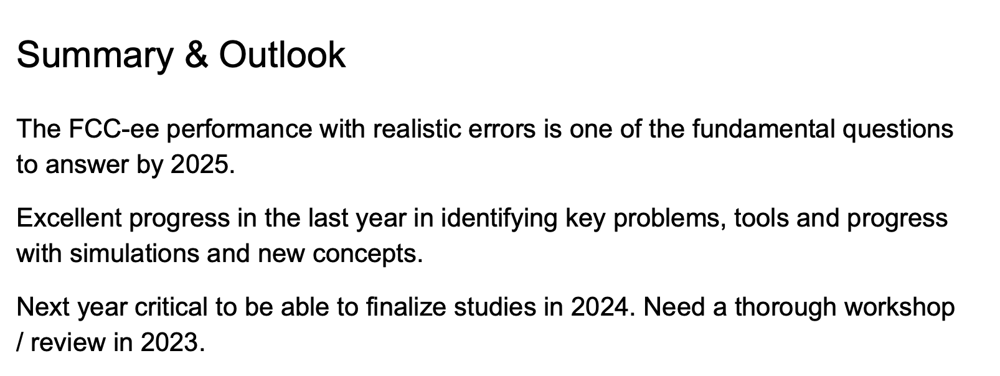 Summary & Outlook
The FCC-ee performance with realistic errors is one of the fundamental questions
to answer by 2025.
Excellent progress in the last year in identifying key problems, tools and progress
with simulations and new concepts.
Next year critical to be able to finalize studies in 2024. Need a thorough workshop
/ review in 2023.